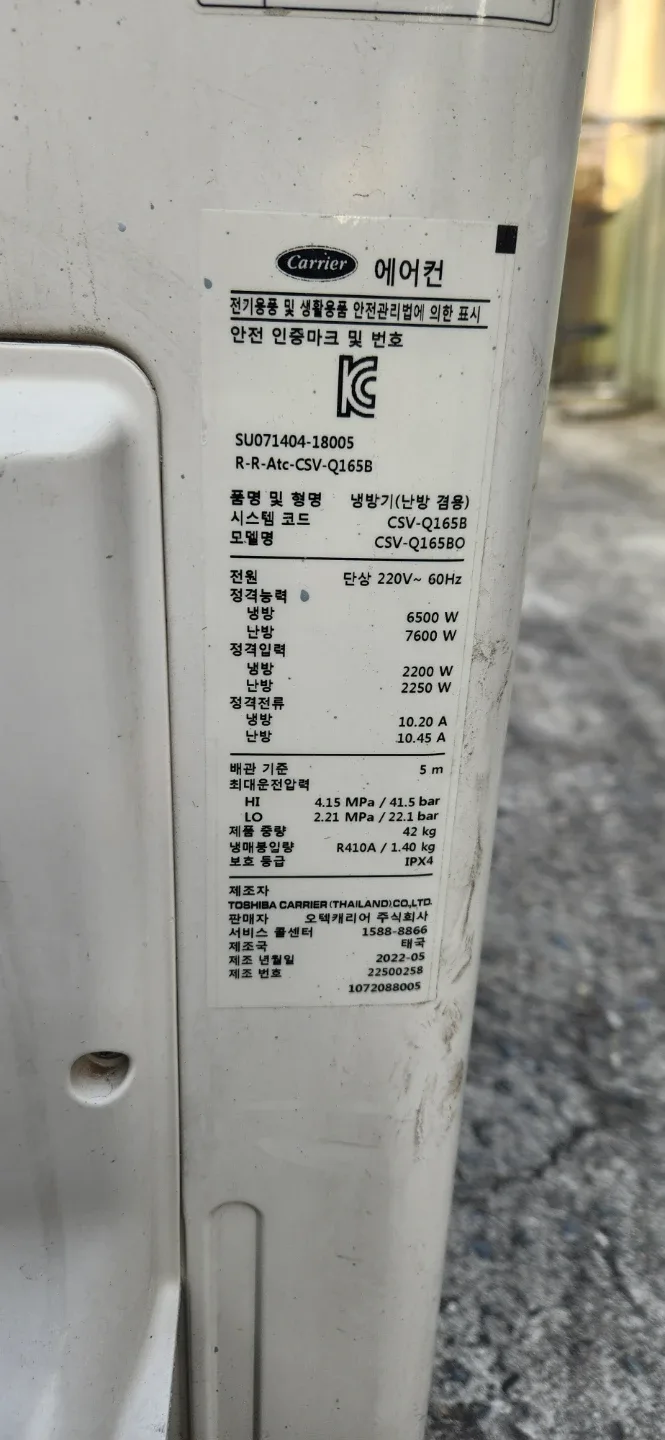 Carrier 에어컨
전기용품 및 생활용품 안전관리법에 의한 표시
안전 인증마크 및 번호
KC
SU071404-18005
R-R-Atc-CSV-Q165B
품명 및 형명 냉방기(난방 겸용)
시스템 코드 CSV-Q165B
모델명 CSV-Q165BO
전원 단상 220V~ 60Hz
정격능력
냉방 6500 W
난방 7600 W
정격입력
냉방 2200 W
난방 2250 W
정격전류
냉방 10.20 A
난방 10.45 A
배관 기준 5 m
최대운전압력
HI 4.15 MPa / 41.5 bar
LO 2.21 MPa / 22.1 bar
제품 중량 42 kg
냉매봉입량 R410A / 1.40 kg
보호 등급 IPX4
제조자
TOSHIBA CARRIER (THAILAND) CO.,LTD.
판매자 오텍캐리어 주식회사
서비스 콜센터 1588-8866
제조국 태국
제조 년월일 2022-05
제조 번호 22500258
1072088005